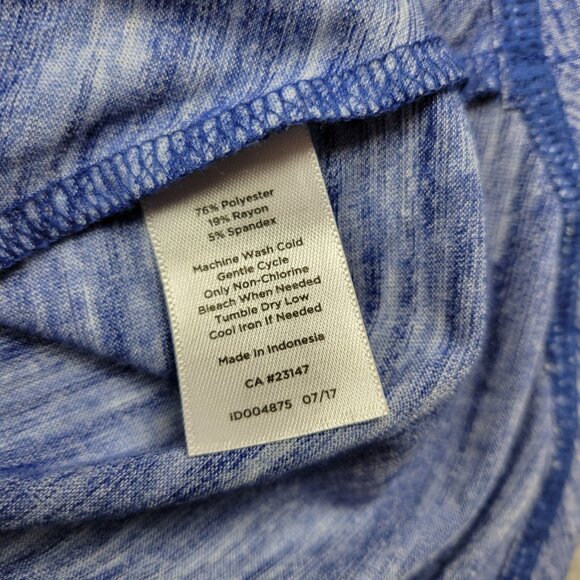 76% Polyester
19% Rayon
5% Spandex
Machine Wash Cold
Gentle Cycle
Only Non-Chlorine
Bleach When Needed
Tumble Dry Low
Cool Iron If Needed
Made In Indonesia
CA #23147
ID004875 07/17